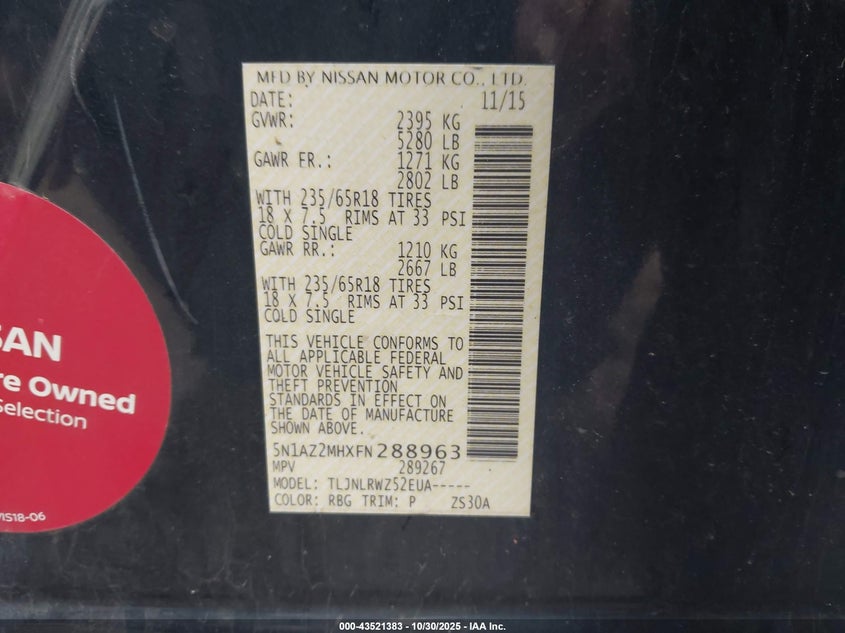 MFD BY NISSAN MOTOR CO., LTD.
DATE: 11/15
GVWR: 2395 KG
5280 LB
GAWR FR.: 1271 KG
2802 LB
WITH 235/65R18 TIRES
18 X 7.5 RIMS AT 33 PSI
COLD SINGLE
GAWR RR.: 1210 KG
2667 LB
WITH 235/65R18 TIRES
18 X 7.5 RIMS AT 33 PSI
COLD SINGLE
THIS VEHICLE CONFORMS TO
ALL APPLICABLE FEDERAL
MOTOR VEHICLE SAFETY AND
THEFT PREVENTION
STANDARDS IN EFFECT ON
THE DATE OF MANUFACTURE
SHOWN ABOVE.
5N1AZ2MHXFN288963
MPV 289267
MODEL: TLJNLRWZ52EUA-----
COLOR: RBG TRIM: P ZS30A
SAN
re Owned
Selection
IS18-06
000-43521383 - 10/30/2025 - IAA Inc.